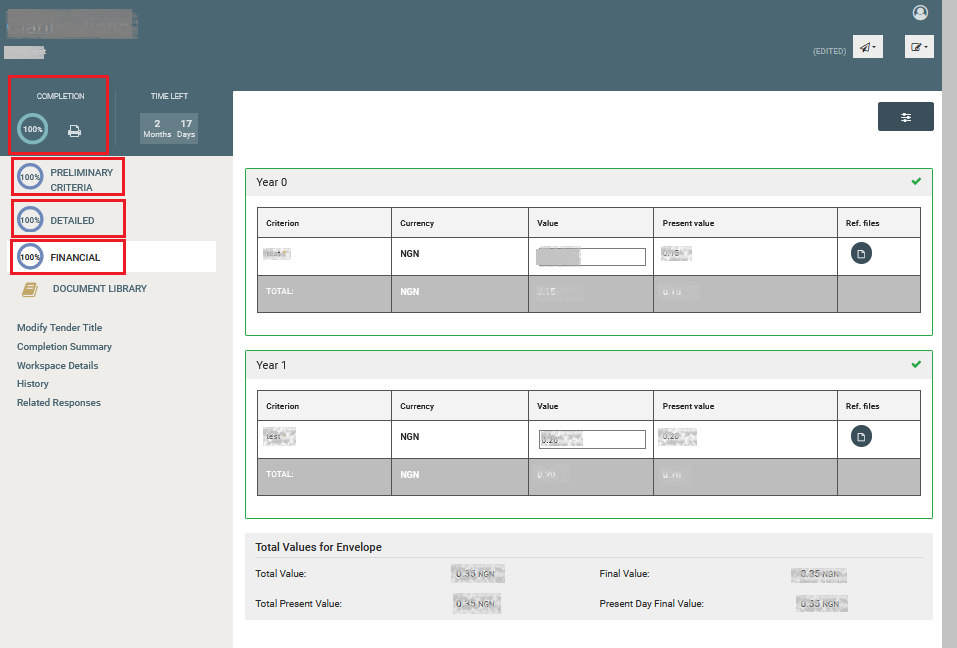 (EDITED)
COMPLETION
100%
TIME LEFT
2 17
Months Days
100% PRELIMINARY
CRITERIA
100% DETAILED
100% FINANCIAL
DOCUMENT LIBRARY
Modify Tender Title
Completion Summary
Workspace Details
History
Related Responses
Year 0
Criterion Currency Value Present value Ref. files
NGN 0.15
TOTAL: NGN 0.15 0.15
Year 1
Criterion Currency Value Present value Ref. files
test NGN 0.20 0.20
TOTAL: NGN 0.20 0.20
Total Values for Envelope
Total Value: 0.35 NGN Final Value: 0.35 NGN
Total Present Value: 0.35 NGN Present Day Final Value: 0.35 NGN